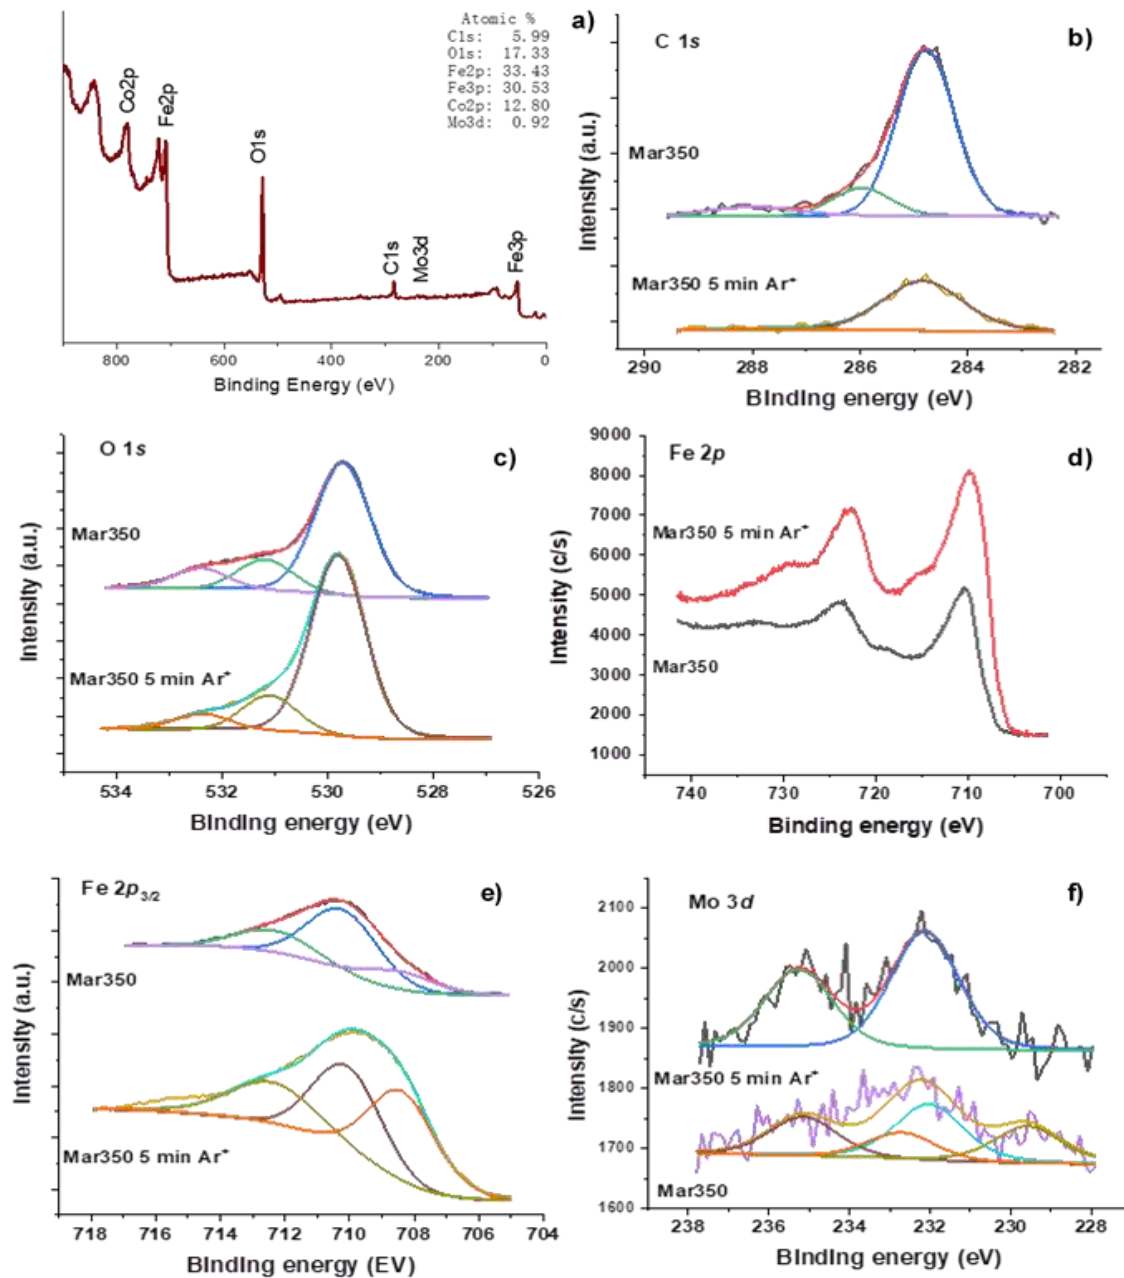 Atomic %
C1s: 5.99
O1s: 17.33
Fe2p: 33.43
Fe3p: 30.53
Co2p: 12.80
Mo3d: 0.92
a)
Co2p
Fe2p
O1s
C1s
Mo3d
Fe3p
800
600
400
200
0
Binding Energy (eV)
C 1s
b)
Mar350
Mar350 5 min Ar⁺
Intensity (a.u.)
290
288
286
284
282
Binding energy (eV)
O 1s
c)
Mar350
Mar350 5 min Ar⁺
Intensity (a.u.)
534
532
530
528
526
Binding energy (eV)
Fe 2p
d)
9000
8000
7000
6000
5000
4000
3000
2000
1000
Mar350 5 min Ar⁺
Mar350
Intensity (c/s)
740
730
720
710
700
Binding energy (eV)
Fe 2p₃/₂
e)
Mar350
Mar350 5 min Ar⁺
Intensity (a.u.)
718
716
714
712
710
708
706
704
Binding energy (EV)
Mo 3d
f)
2100
2000
1900
1800
1700
1600
Mar350 5 min Ar⁺
Mar350
Intensity (c/s)
238
236
234
232
230
228
Binding energy (eV)